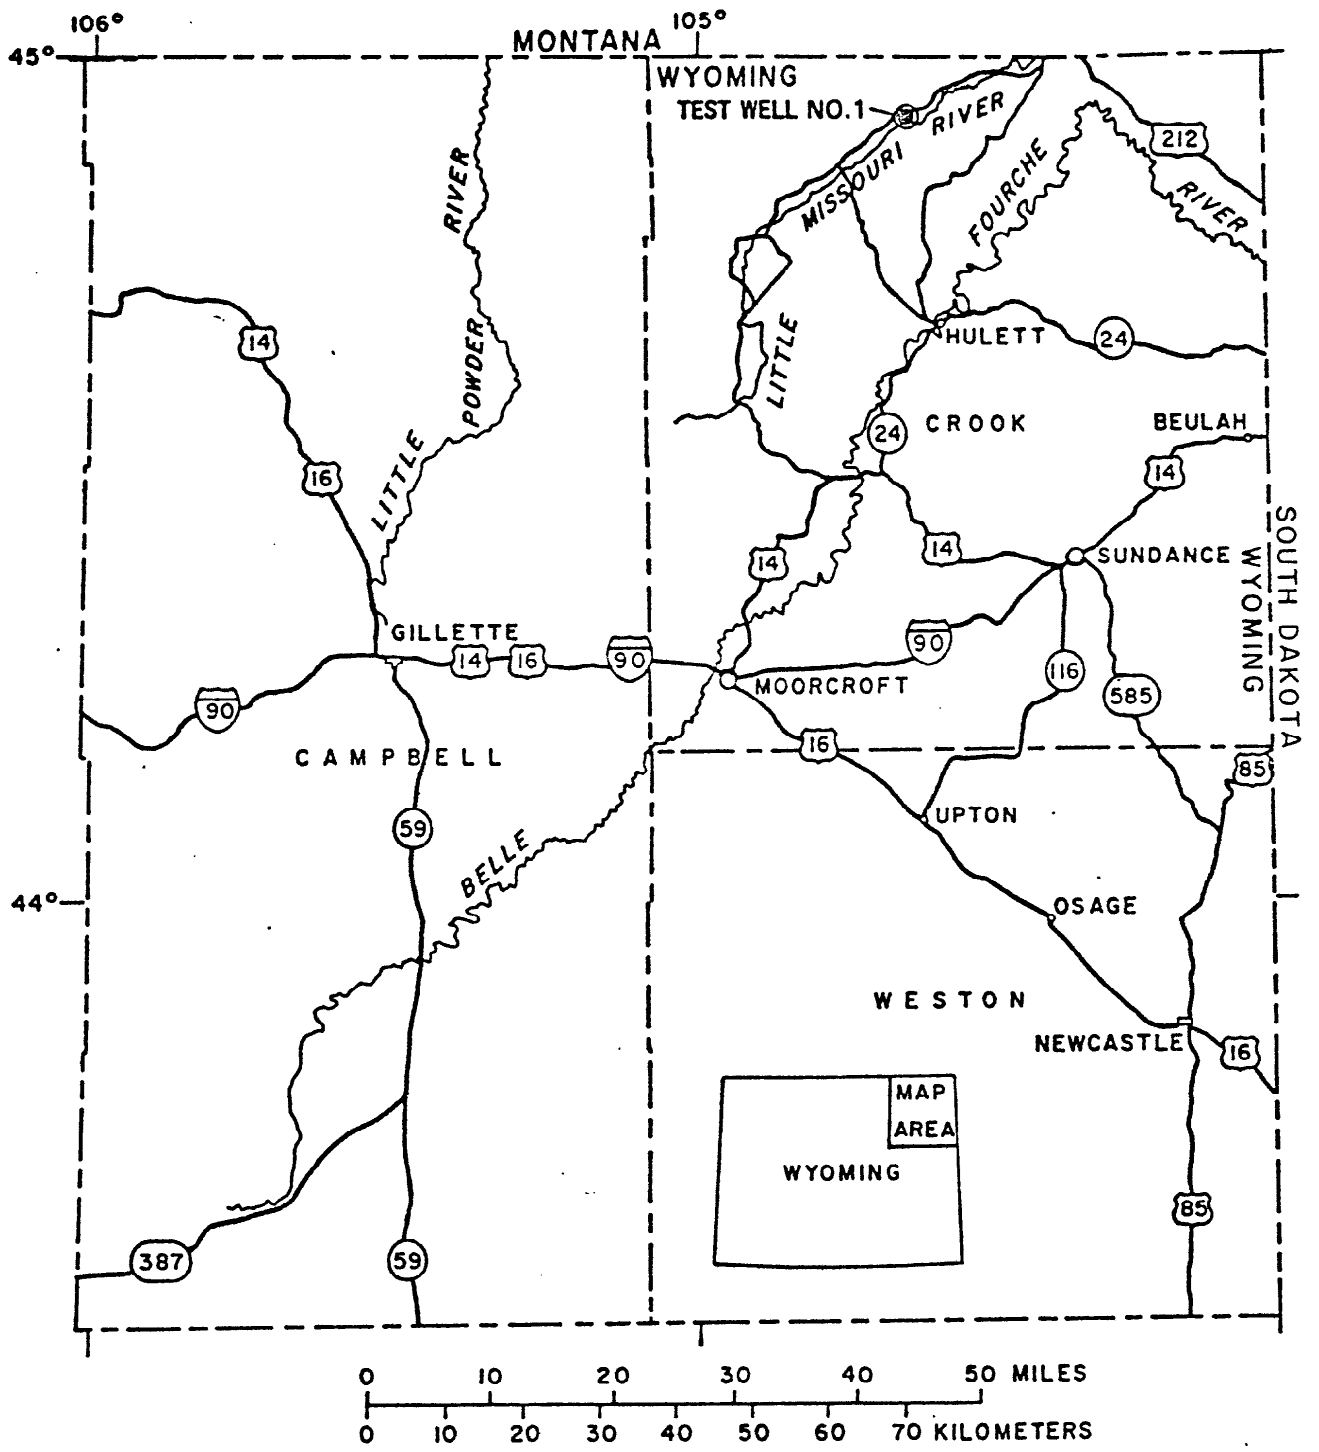 106°
105°
45°
MONTANA
WYOMING
TEST WELL NO.1
RIVER
MISSOURI
LITTLE
212
FOURCHE
RIVER
RIVER
POWDER
LITTLE
14
16
HULETT
24
24
CROOK
BEULAH
14
14
14
SUNDANCE
SOUTH DAKOTA
WYOMING
GILLETTE
14
16
90
90
90
MOORCROFT
116
585
CAMPBELL
16
85
59
UPTON
BELLE
44°
OSAGE
WESTON
NEWCASTLE
16
MAP
AREA
WYOMING
85
387
59
0 10 20 30 40 50 MILES
0 10 20 30 40 50 60 70 KILOMETERS